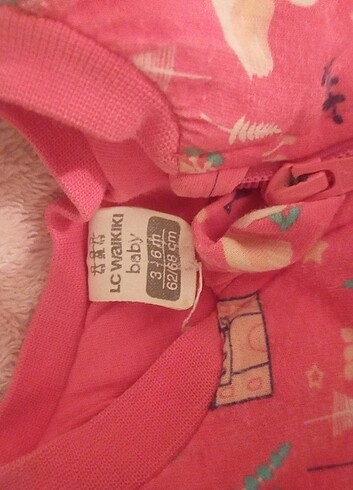 LC WAIKIKI
baby
3 - 6 m
62/68 cm